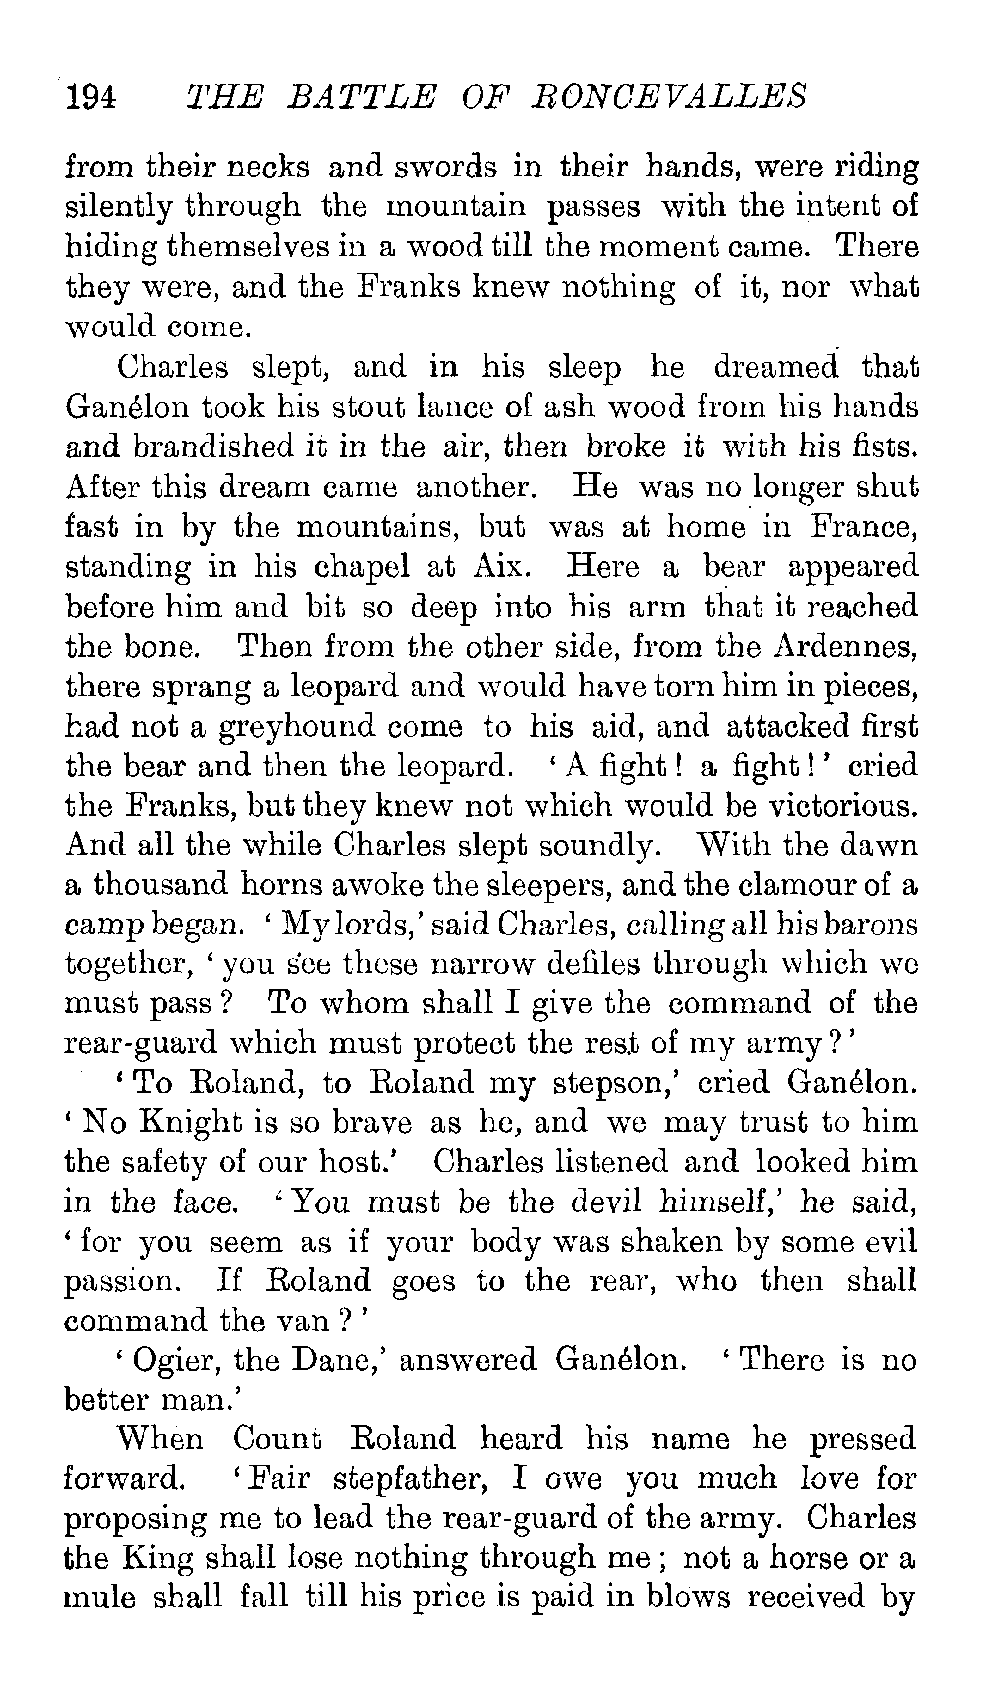 194 THE BATTLE OF RONCEVALLES
from their necks and swords in their hands, were riding
silently through the mountain passes with the intent of
hiding themselves in a wood till the moment came. There
they were, and the Franks knew nothing of it, nor what
would come.
Charles slept, and in his sleep he dreamed that
Ganélon took his stout lance of ash wood from his hands
and brandished it in the air, then broke it with his fists.
After this dream came another. He was no longer shut
fast in by the mountains, but was at home in France,
standing in his chapel at Aix. Here a bear appeared
before him and bit so deep into his arm that it reached
the bone. Then from the other side, from the Ardennes,
there sprang a leopard and would have torn him in pieces,
had not a greyhound come to his aid, and attacked first
the bear and then the leopard. ‘ A fight ! a fight ! ’ cried
the Franks, but they knew not which would be victorious.
And all the while Charles slept soundly. With the dawn
a thousand horns awoke the sleepers, and the clamour of a
camp began. ‘ My lords,’ said Charles, calling all his barons
together, ‘ you see these narrow defiles through which we
must pass ? To whom shall I give the command of the
rear-guard which must protect the rest of my army ? ’
‘ To Roland, to Roland my stepson,’ cried Ganélon.
‘ No Knight is so brave as he, and we may trust to him
the safety of our host.’ Charles listened and looked him
in the face. ‘ You must be the devil himself,’ he said,
‘ for you seem as if your body was shaken by some evil
passion. If Roland goes to the rear, who then shall
command the van ? ’
‘ Ogier, the Dane,’ answered Ganélon. ‘ There is no
better man.’
When Count Roland heard his name he pressed
forward. ‘ Fair stepfather, I owe you much love for
proposing me to lead the rear-guard of the army. Charles
the King shall lose nothing through me ; not a horse or a
mule shall fall till his price is paid in blows received by